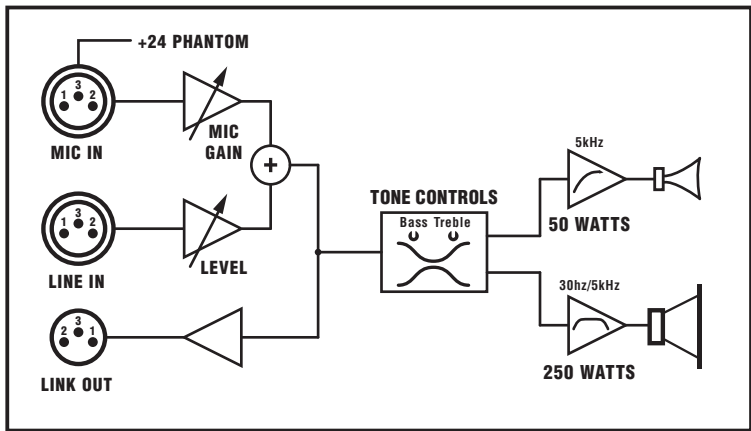 +24 PHANTOM
3
1 2
MIC IN
MIC
GAIN
+
3
1 2
LINE IN
LEVEL
3
2 1
LINK OUT
TONE CONTROLS
Bass Treble
5kHz
50 WATTS
30hz/5kHz
250 WATTS